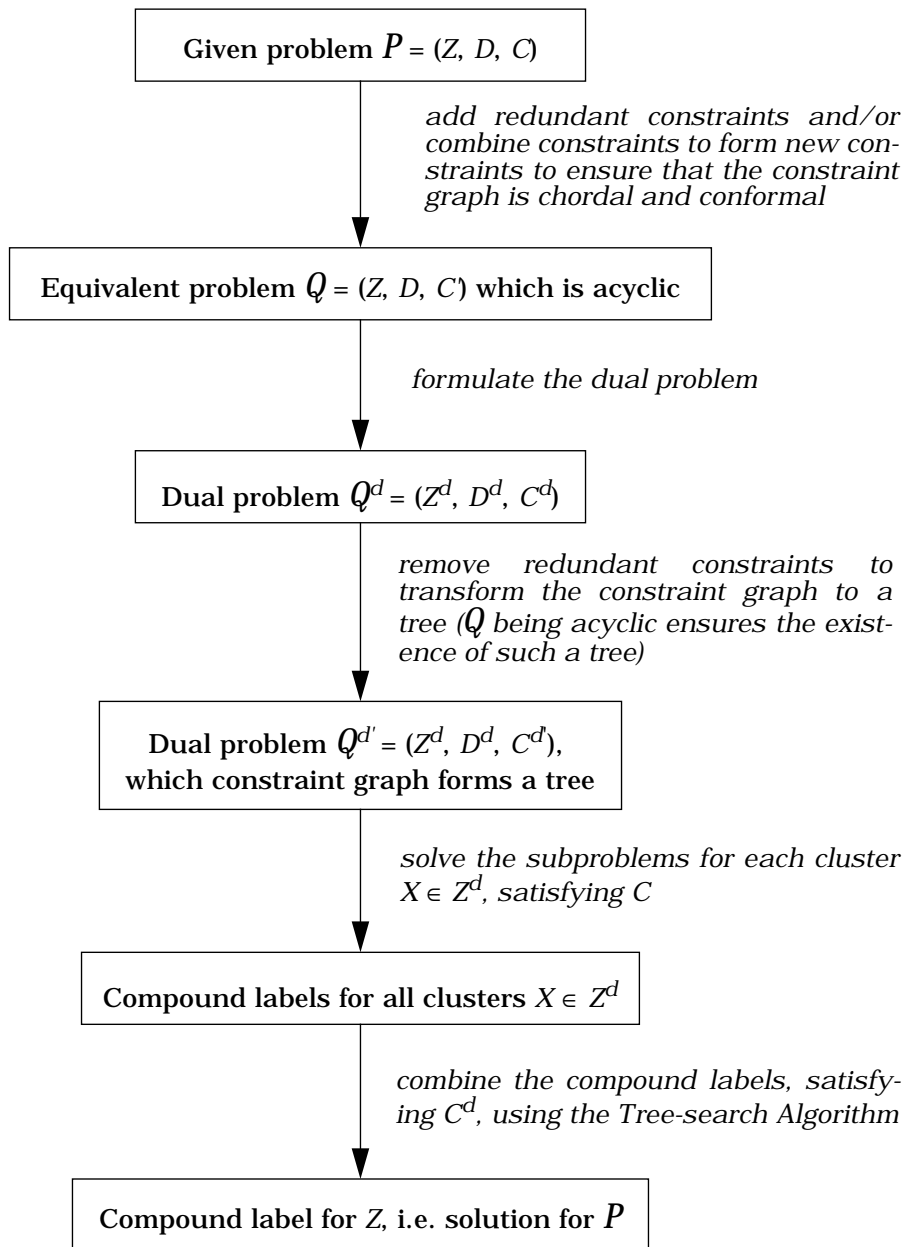 Given problem P = (Z, D, C)
add redundant constraints and/or
combine constraints to form new con-
straints to ensure that the constraint
graph is chordal and conformal
Equivalent problem Q = (Z, D, C') which is acyclic
formulate the dual problem
Dual problem Q^d = (Z^d, D^d, C^d)
remove redundant constraints to
transform the constraint graph to a
tree (Q being acyclic ensures the exist-
ence of such a tree)
Dual problem Q^d' = (Z^d, D^d, C^d'),
which constraint graph forms a tree
solve the subproblems for each cluster
X ∈ Z^d, satisfying C
Compound labels for all clusters X ∈ Z^d
combine the compound labels, satisfy-
ing C^d, using the Tree-search Algorithm
Compound label for Z, i.e. solution for P